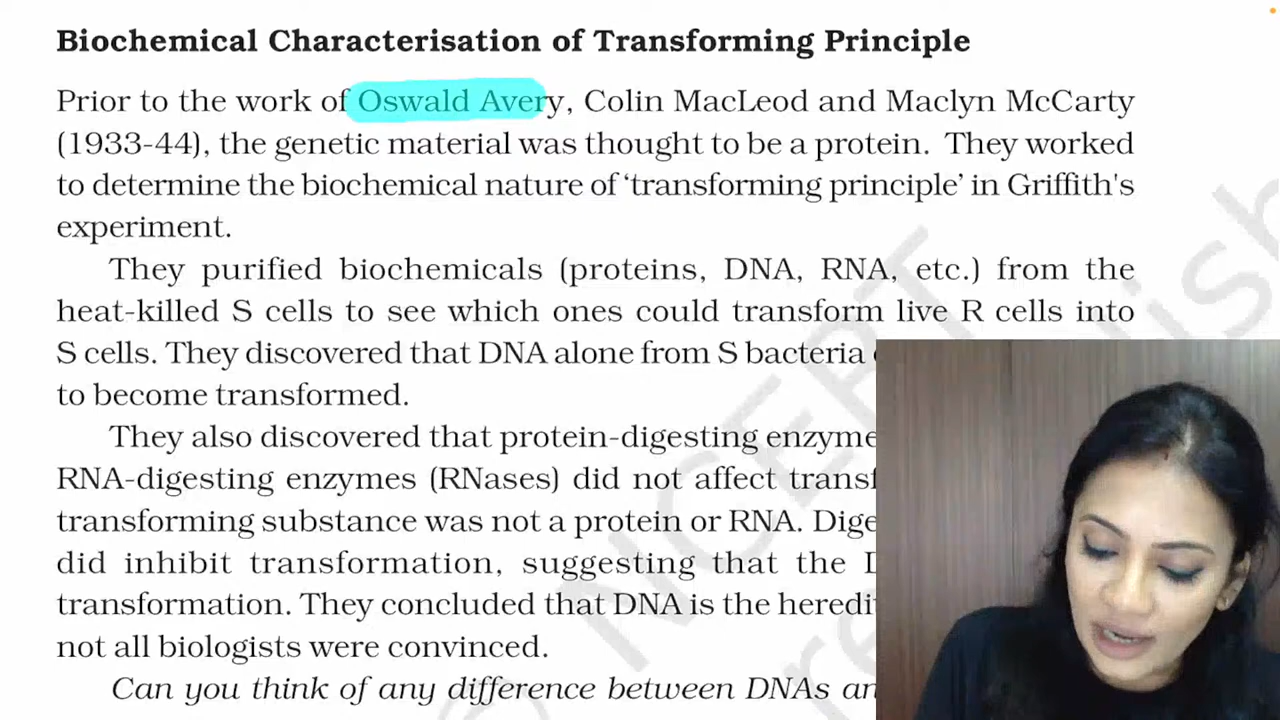 Biochemical Characterisation of Transforming Principle
Prior to the work of Oswald Avery, Colin MacLeod and Maclyn McCarty
(1933-44), the genetic material was thought to be a protein. They worked
to determine the biochemical nature of ‘transforming principle’ in Griffith's
experiment.
They purified biochemicals (proteins, DNA, RNA, etc.) from the
heat-killed S cells to see which ones could transform live R cells into
S cells. They discovered that DNA alone from S bacteria
to become transformed.
They also discovered that protein-digesting
RNA-digesting enzymes (RNases) did not affect
transforming substance was not a protein or RNA.
did inhibit transformation, suggesting that the
transformation. They concluded that DNA is the
not all biologists were convinced.
Can you think of any difference between DNAs
© NCERT